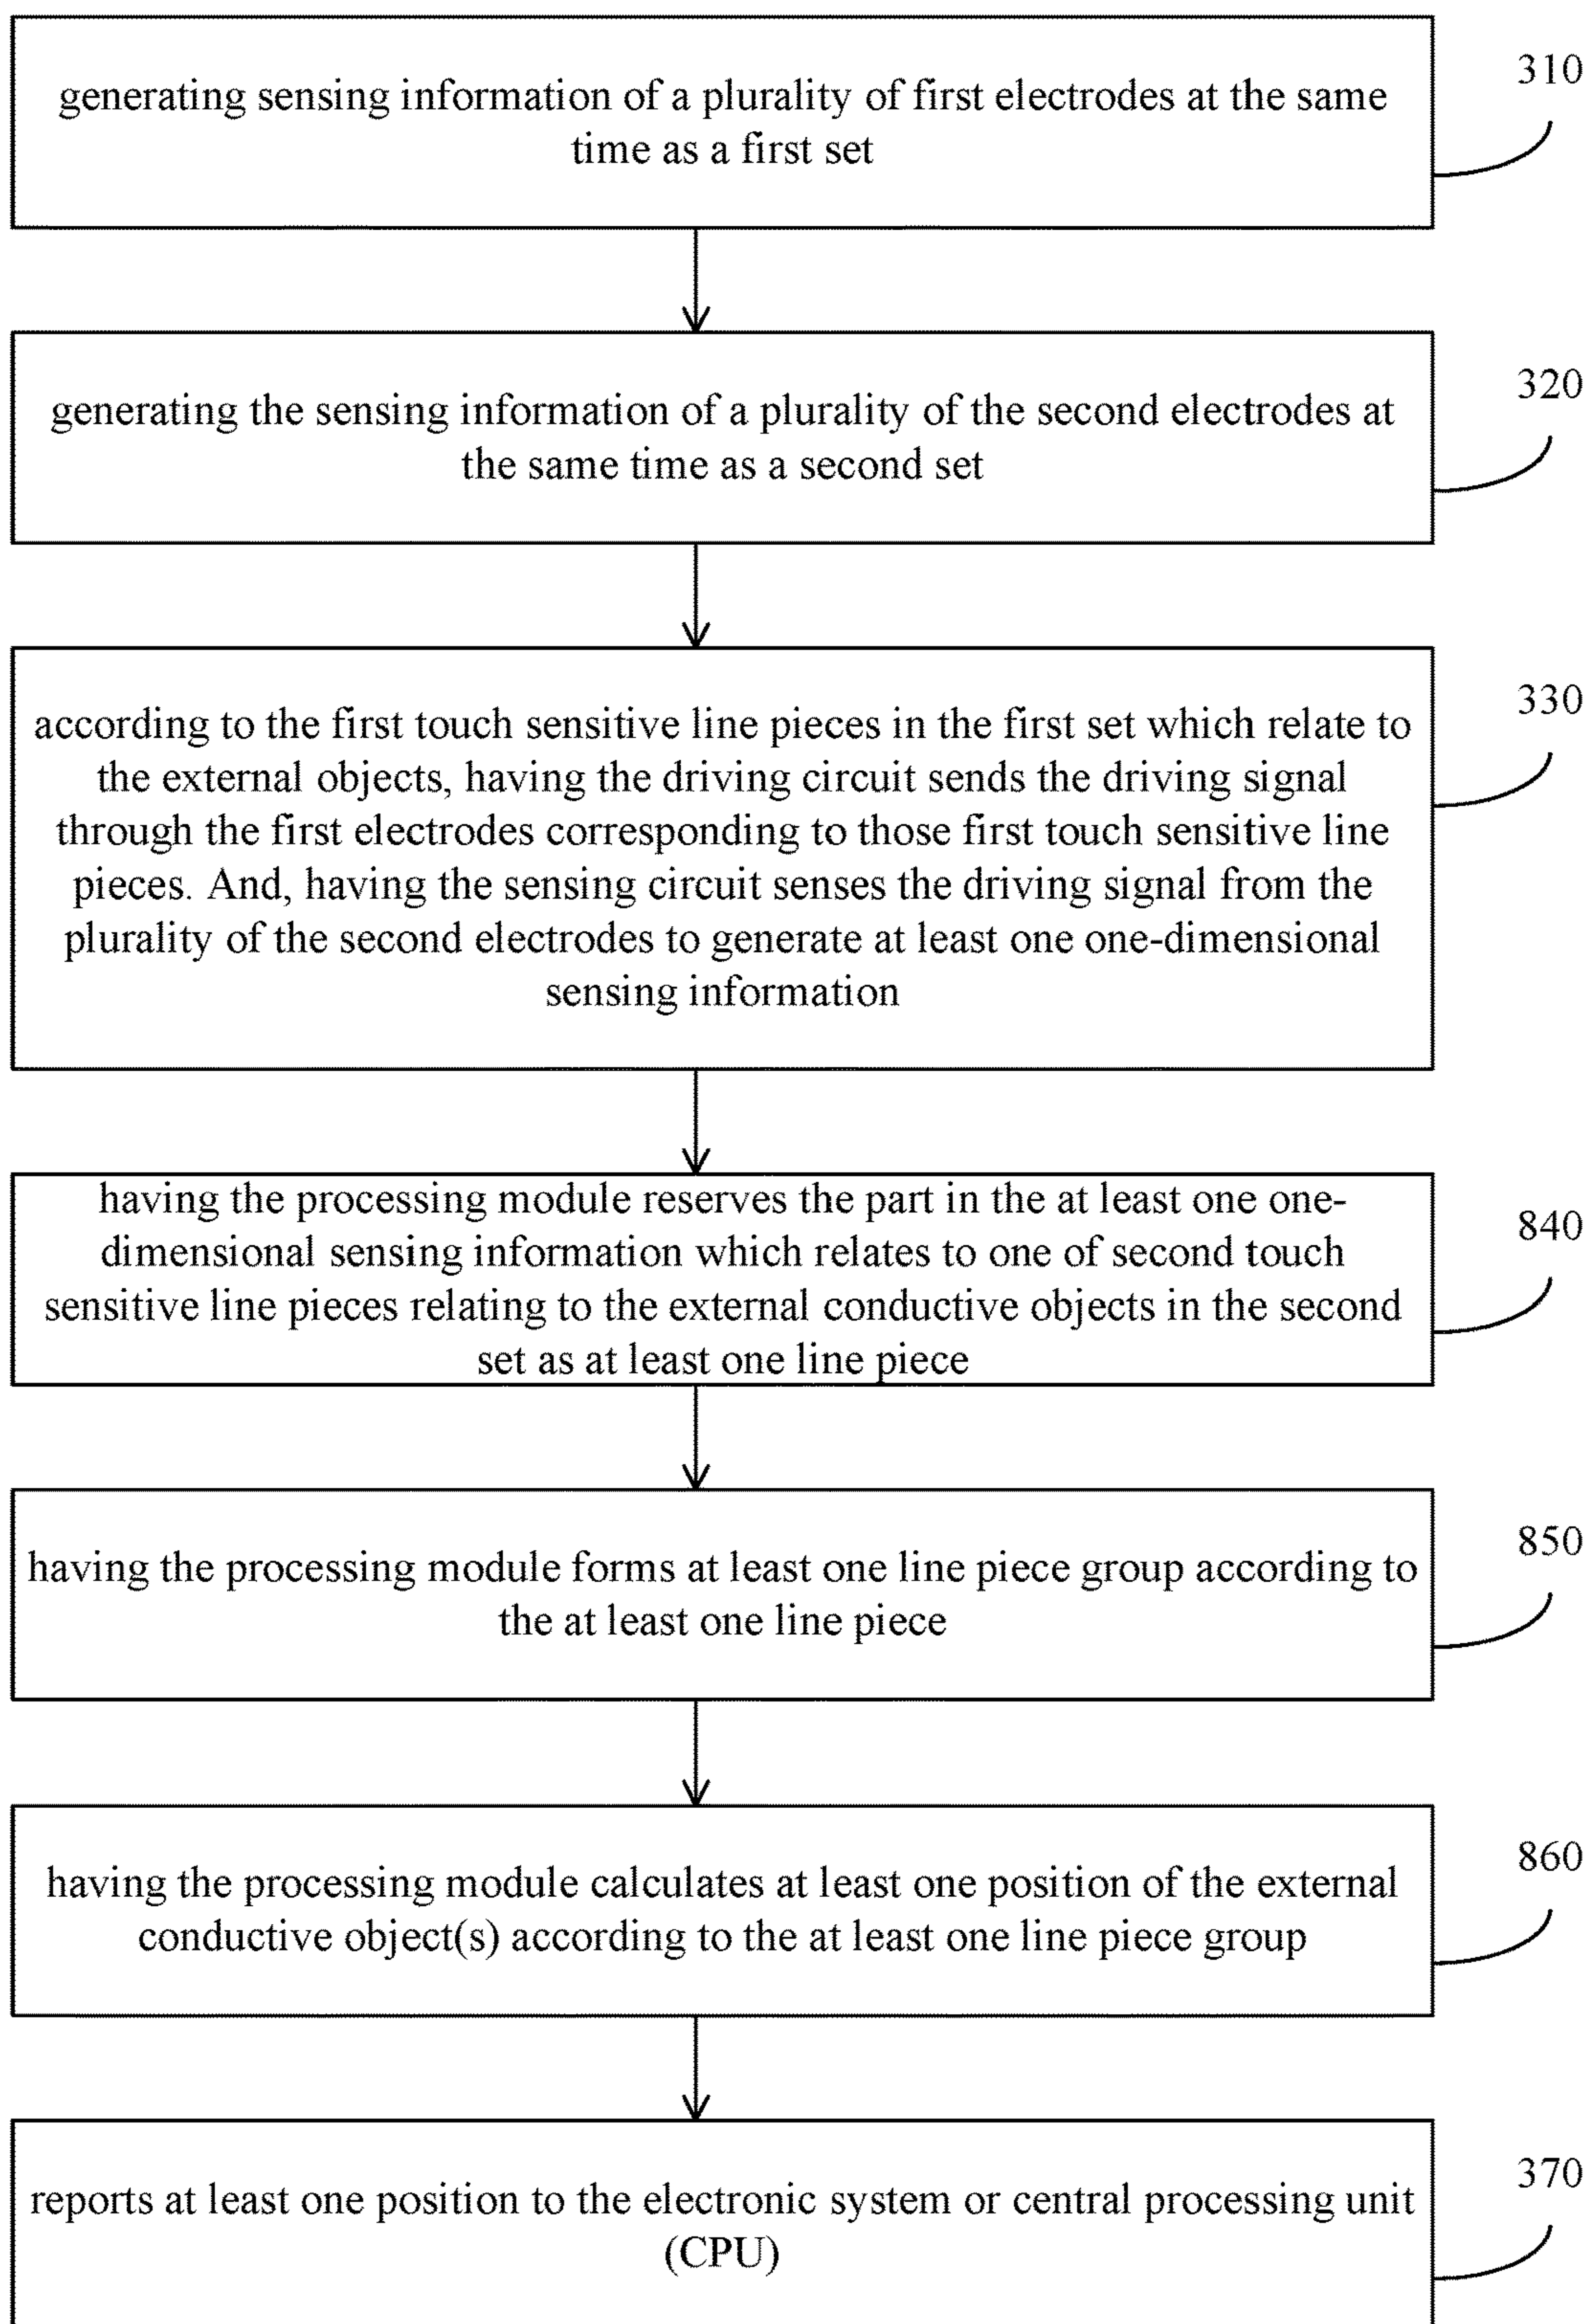 310
generating sensing information of a plurality of first electrodes at the same
time as a first set
320
generating the sensing information of a plurality of the second electrodes at
the same time as a second set
330
according to the first touch sensitive line pieces in the first set which relate to
the external objects, having the driving circuit sends the driving signal
through the first electrodes corresponding to those first touch sensitive line
pieces. And, having the sensing circuit senses the driving signal from the
plurality of the second electrodes to generate at least one one-dimensional
sensing information
840
having the processing module reserves the part in the at least one one-
dimensional sensing information which relates to one of second touch
sensitive line pieces relating to the external conductive objects in the second
set as at least one line piece
850
having the processing module forms at least one line piece group according to
the at least one line piece
860
having the processing module calculates at least one position of the external
conductive object(s) according to the at least one line piece group
370
reports at least one position to the electronic system or central processing unit
(CPU)